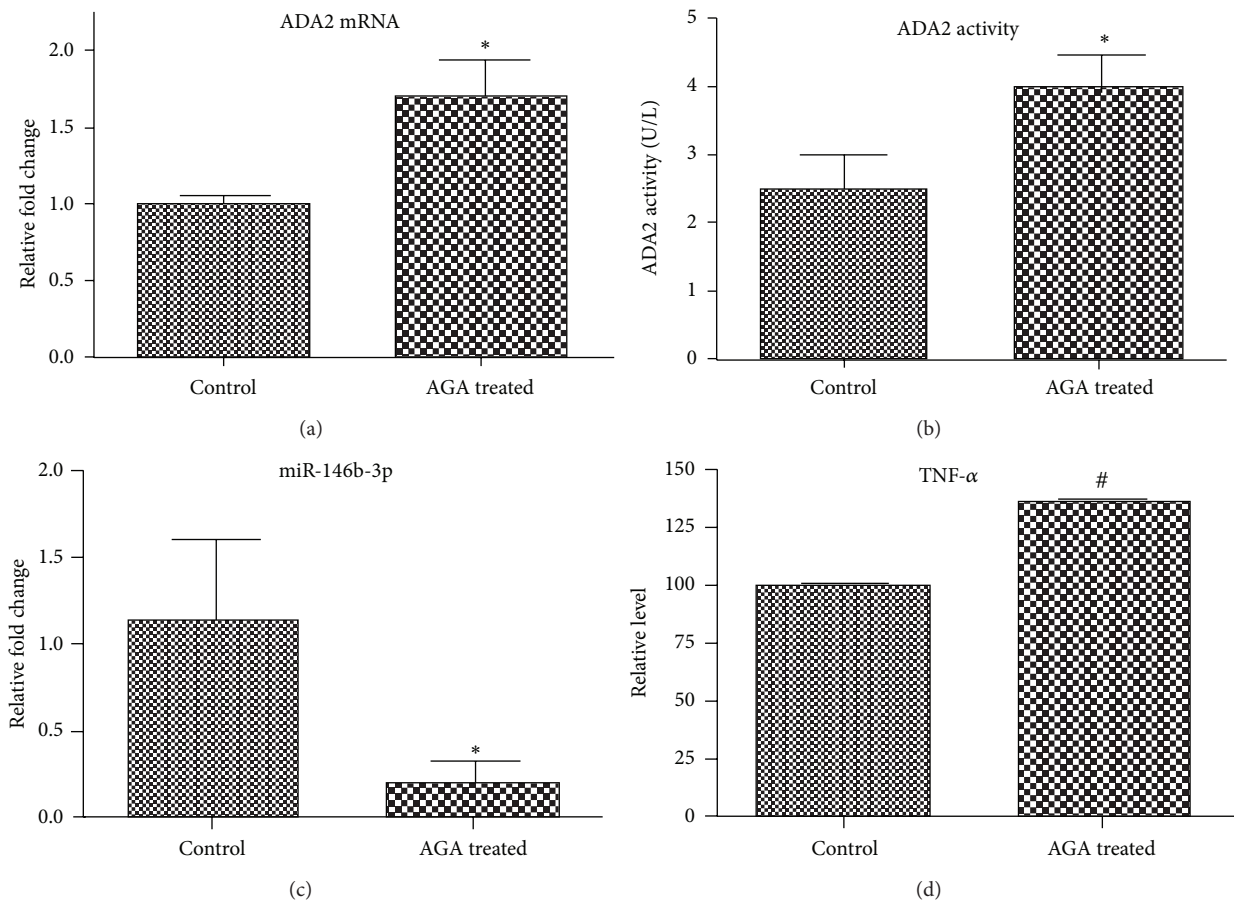 ADA2 mRNA
Relative fold change
2.0
1.5
1.0
0.5
0.0
*
Control
AGA treated
(a)
ADA2 activity
ADA2 activity (U/L)
5
4
3
2
1
0
*
Control
AGA treated
(b)
miR-146b-3p
Relative fold change
2.0
1.5
1.0
0.5
0.0
*
Control
AGA treated
(c)
TNF-α
Relative level
150
125
100
75
50
25
0
#
Control
AGA treated
(d)